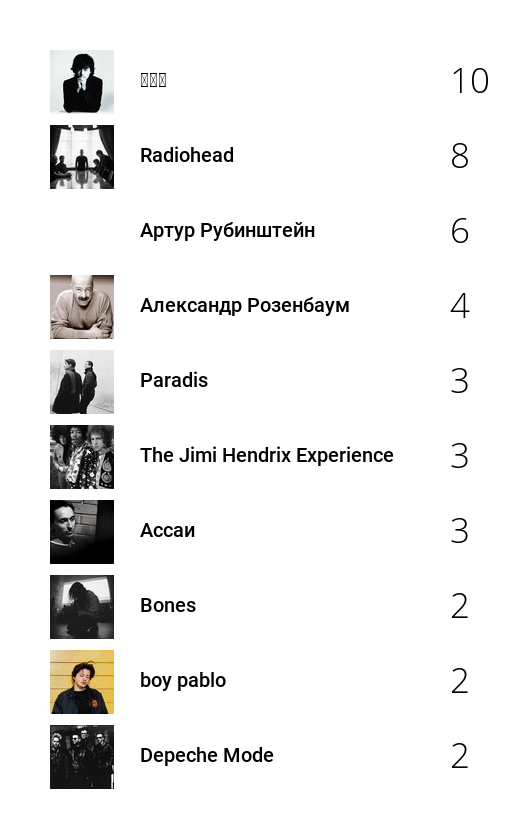 10
Radiohead 8
Артур Рубинштейн 6
Александр Розенбаум 4
Paradis 3
The Jimi Hendrix Experience 3
Ассаи 3
Bones 2
boy pablo 2
Depeche Mode 2